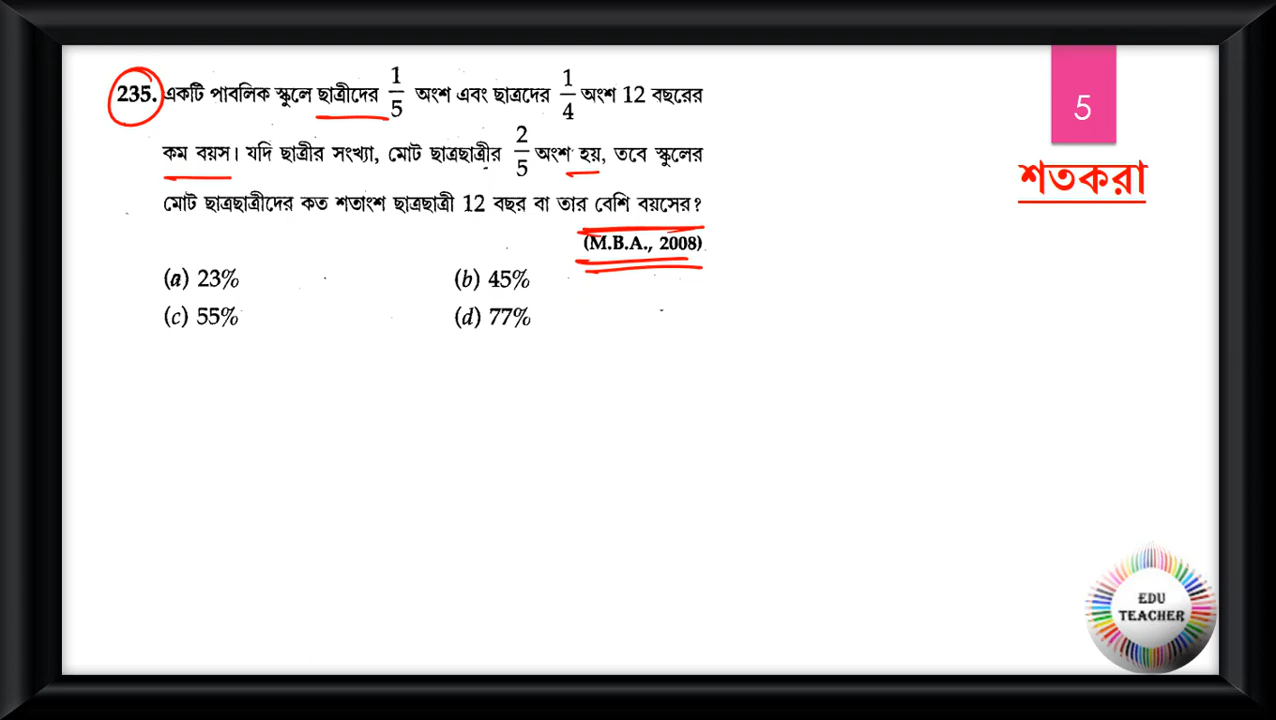 235. একটি পাবলিক স্কুলে ছাত্রীদের 1/5 অংশ এবং ছাত্রদের 1/4 অংশ 12 বছরের
কম বয়স। যদি ছাত্রীর সংখ্যা, মোট ছাত্রছাত্রীর 2/5 অংশ হয়, তবে স্কুলের
মোট ছাত্রছাত্রীদের কত শতাংশ ছাত্রছাত্রী 12 বছর বা তার বেশি বয়সের?
(M.B.A., 2008)
(a) 23% (b) 45%
(c) 55% (d) 77%
5
শতকরা
EDU
TEACHER